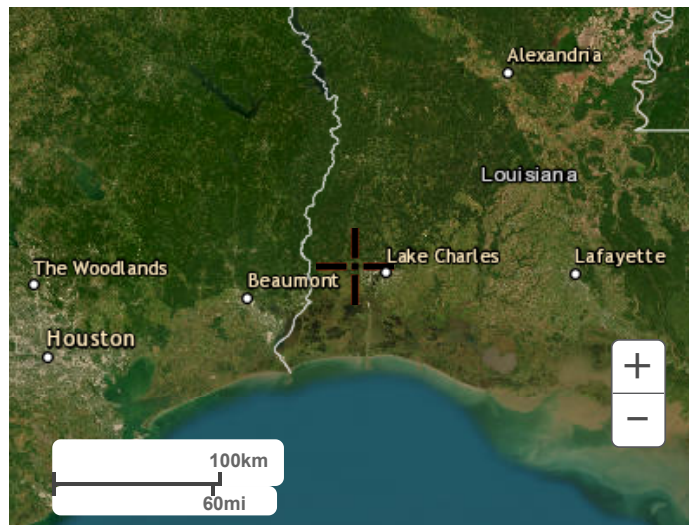 Alexandria
Louisiana
The Woodlands
Beaumont
Lake Charles
Lafayette
Houston
+
−
100km
60mi